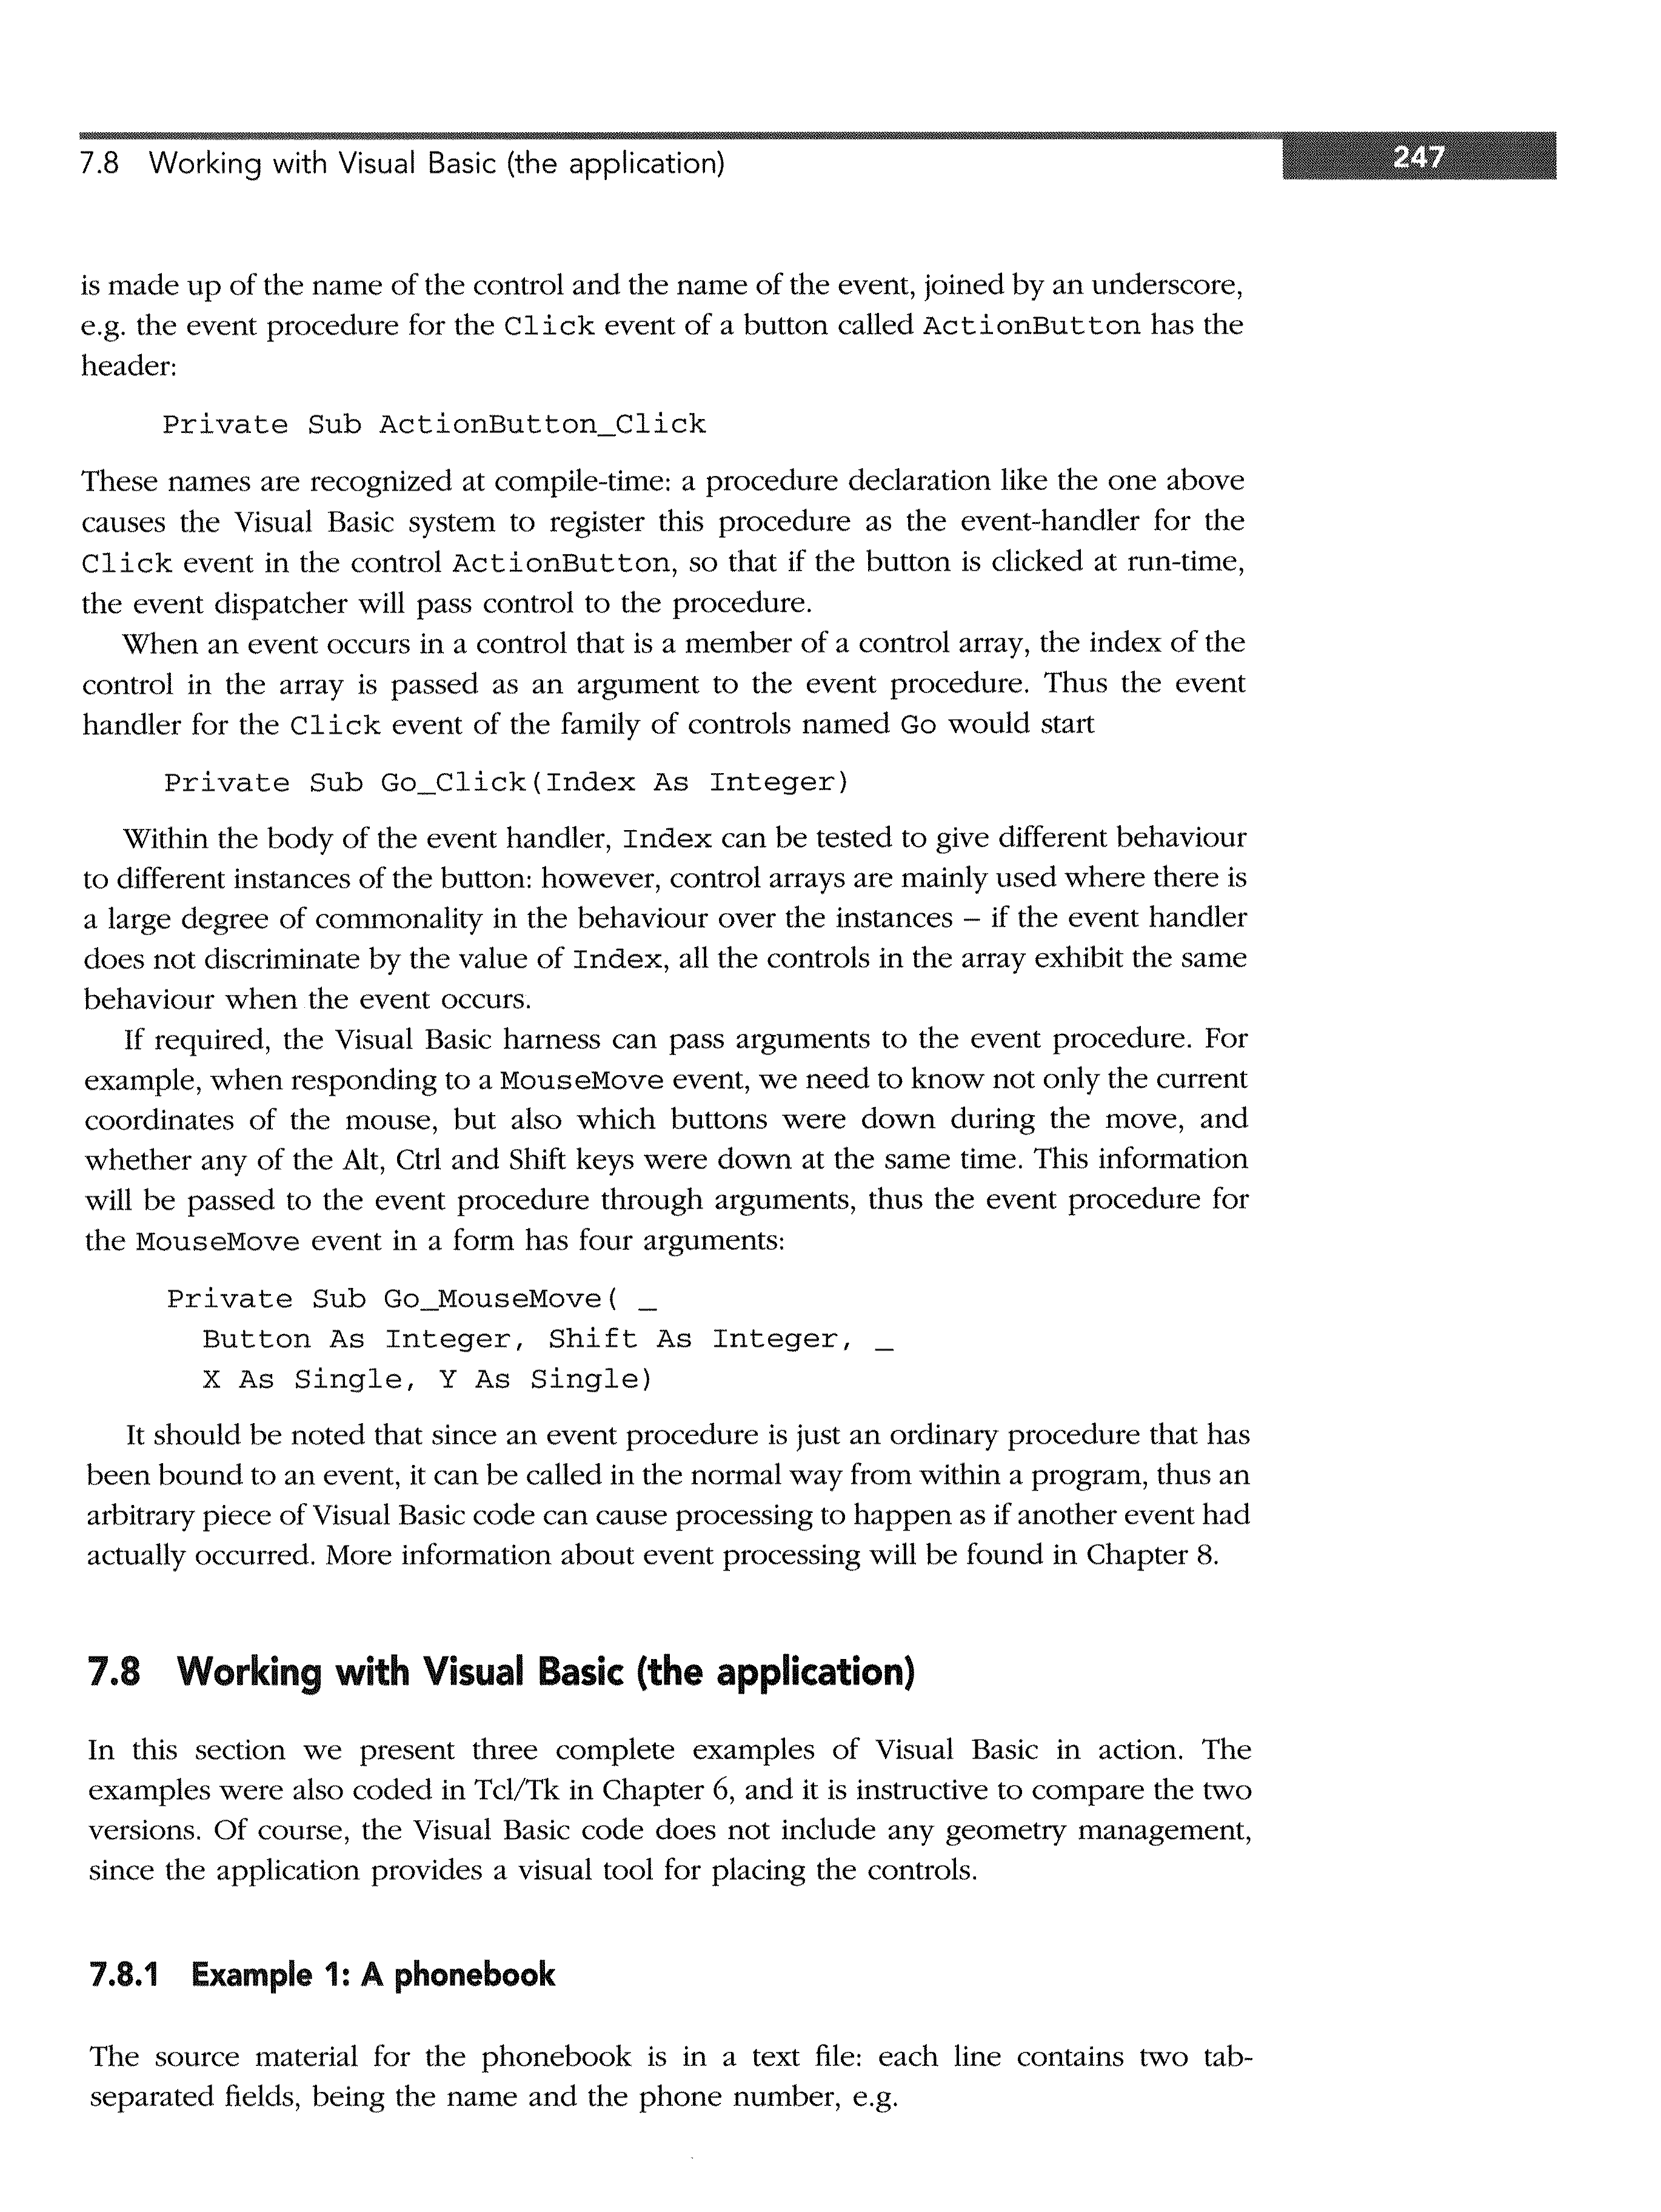 7.8 Working with Visual Basic (the application)
247
is made up of the name of the control and the name of the event, joined by an underscore,
e.g. the event procedure for the Click event of a button called ActionButton has the
header:
Private Sub ActionButton_Click
These names are recognized at compile-time: a procedure declaration like the one above
causes the Visual Basic system to register this procedure as the event-handler for the
Click event in the control ActionButton, so that if the button is clicked at run-time,
the event dispatcher will pass control to the procedure.
When an event occurs in a control that is a member of a control array, the index of the
control in the array is passed as an argument to the event procedure. Thus the event
handler for the Click event of the family of controls named Go would start
Private Sub Go_Click(Index As Integer)
Within the body of the event handler, Index can be tested to give different behaviour
to different instances of the button: however, control arrays are mainly used where there is
a large degree of commonality in the behaviour over the instances – if the event handler
does not discriminate by the value of Index, all the controls in the array exhibit the same
behaviour when the event occurs.
If required, the Visual Basic harness can pass arguments to the event procedure. For
example, when responding to a MouseMove event, we need to know not only the current
coordinates of the mouse, but also which buttons were down during the move, and
whether any of the Alt, Ctrl and Shift keys were down at the same time. This information
will be passed to the event procedure through arguments, thus the event procedure for
the MouseMove event in a form has four arguments:
Private Sub Go_MouseMove( _
Button As Integer, Shift As Integer, _
X As Single, Y As Single)
It should be noted that since an event procedure is just an ordinary procedure that has
been bound to an event, it can be called in the normal way from within a program, thus an
arbitrary piece of Visual Basic code can cause processing to happen as if another event had
actually occurred. More information about event processing will be found in Chapter 8.
7.8 Working with Visual Basic (the application)
In this section we present three complete examples of Visual Basic in action. The
examples were also coded in Tcl/Tk in Chapter 6, and it is instructive to compare the two
versions. Of course, the Visual Basic code does not include any geometry management,
since the application provides a visual tool for placing the controls.
7.8.1 Example 1: A phonebook
The source material for the phonebook is in a text file: each line contains two tab-
separated fields, being the name and the phone number, e.g.